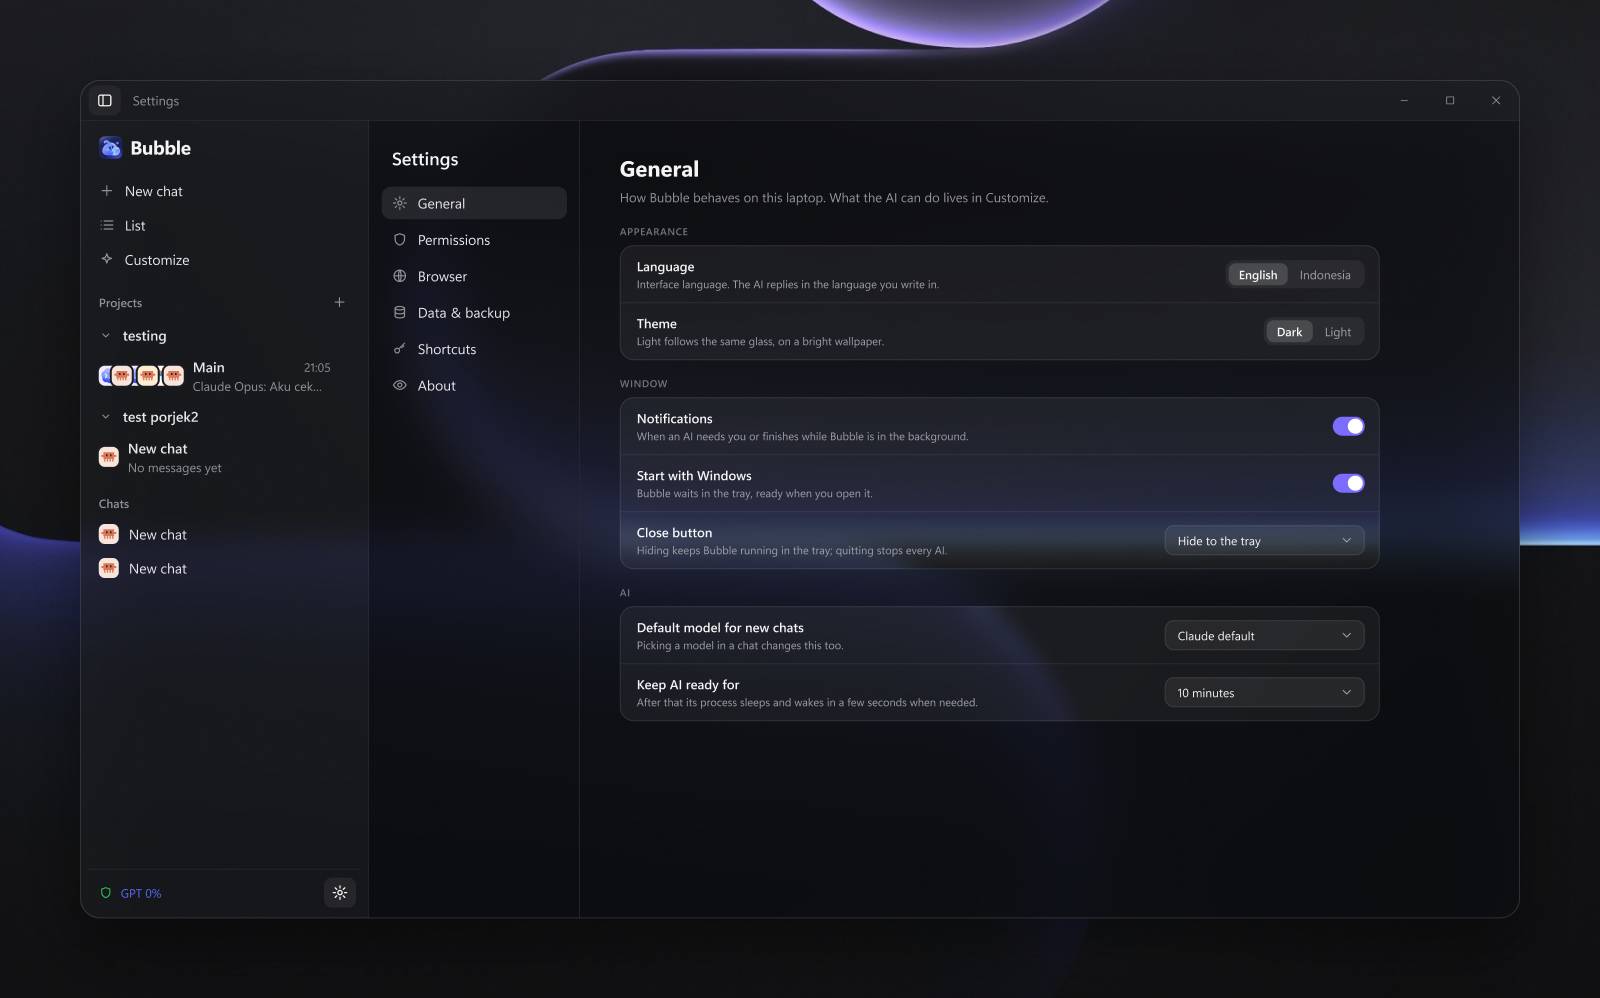 Settings
Bubble
New chat
List
Customize
Projects
testing
Main 21:05
Claude Opus: Aku cek...
test porjek2
New chat
No messages yet
Chats
New chat
New chat
GPT 0%
Settings
General
Permissions
Browser
Data & backup
Shortcuts
About
General
How Bubble behaves on this laptop. What the AI can do lives in Customize.
APPEARANCE
Language
Interface language. The AI replies in the language you write in.
English Indonesia
Theme
Light follows the same glass, on a bright wallpaper.
Dark Light
WINDOW
Notifications
When an AI needs you or finishes while Bubble is in the background.
Start with Windows
Bubble waits in the tray, ready when you open it.
Close button
Hiding keeps Bubble running in the tray; quitting stops every AI.
Hide to the tray
AI
Default model for new chats
Picking a model in a chat changes this too.
Claude default
Keep AI ready for
After that its process sleeps and wakes in a few seconds when needed.
10 minutes